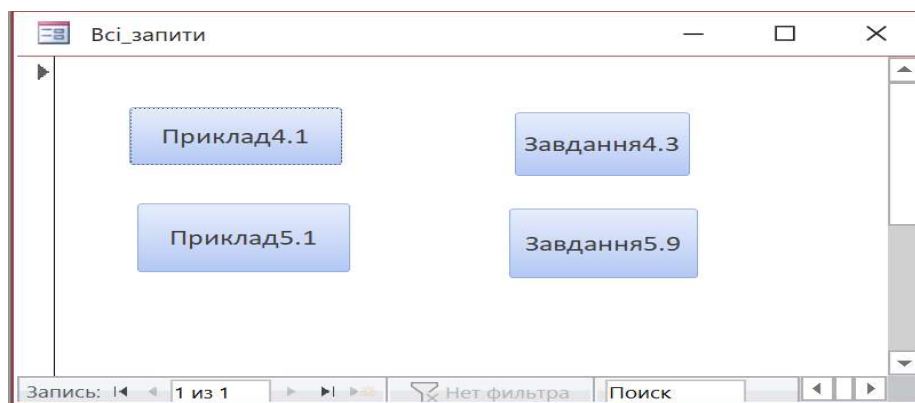 Всі_запити
Приклад4.1
Завдання4.3
Приклад5.1
Завдання5.9
Запись: 1 из 1 Нет фильтра Поиск